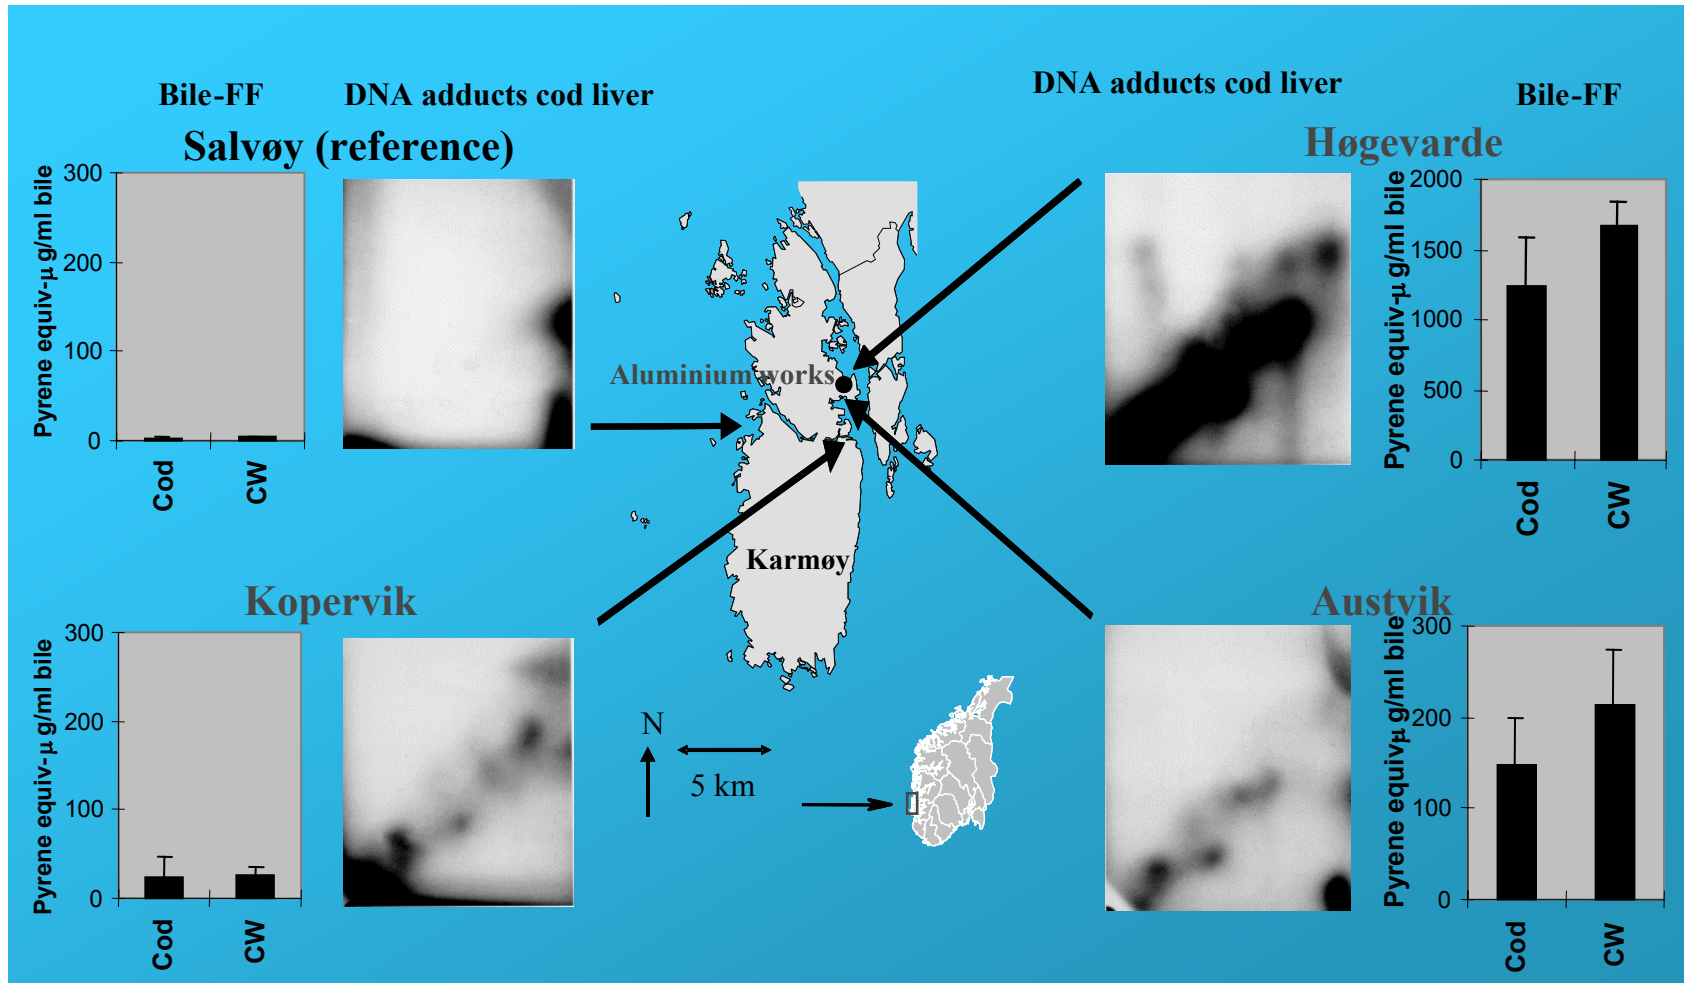 Bile-FF
DNA adducts cod liver
DNA adducts cod liver
Bile-FF
Salvøy (reference)
Pyrene equiv-µ g/ml bile
300
200
100
0
Cod
CW
Høgevarde
Pyrene equiv-µ g/ml bile
2000
1500
1000
500
0
Cod
CW
Aluminium works
Karmøy
Kopervik
Pyrene equiv-µ g/ml bile
300
200
100
0
Cod
CW
N
5 km
Austvik
Pyrene equiv-µ g/ml bile
300
200
100
0
Cod
CW